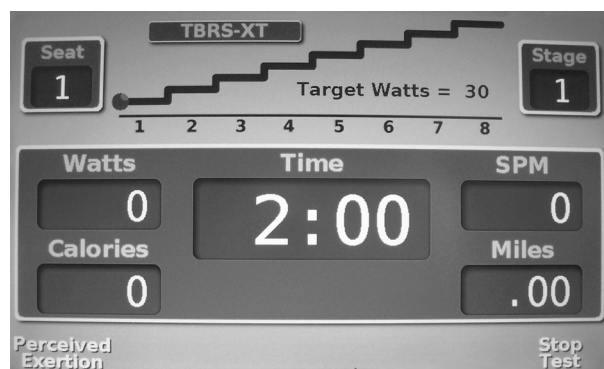 TBRS-XT
Seat
1
Stage
1
Target Watts = 30
1 2 3 4 5 6 7 8
Watts
0
Time
2:00
SPM
0
Calories
0
Miles
.00
Perceived
Exertion
Stop
Test